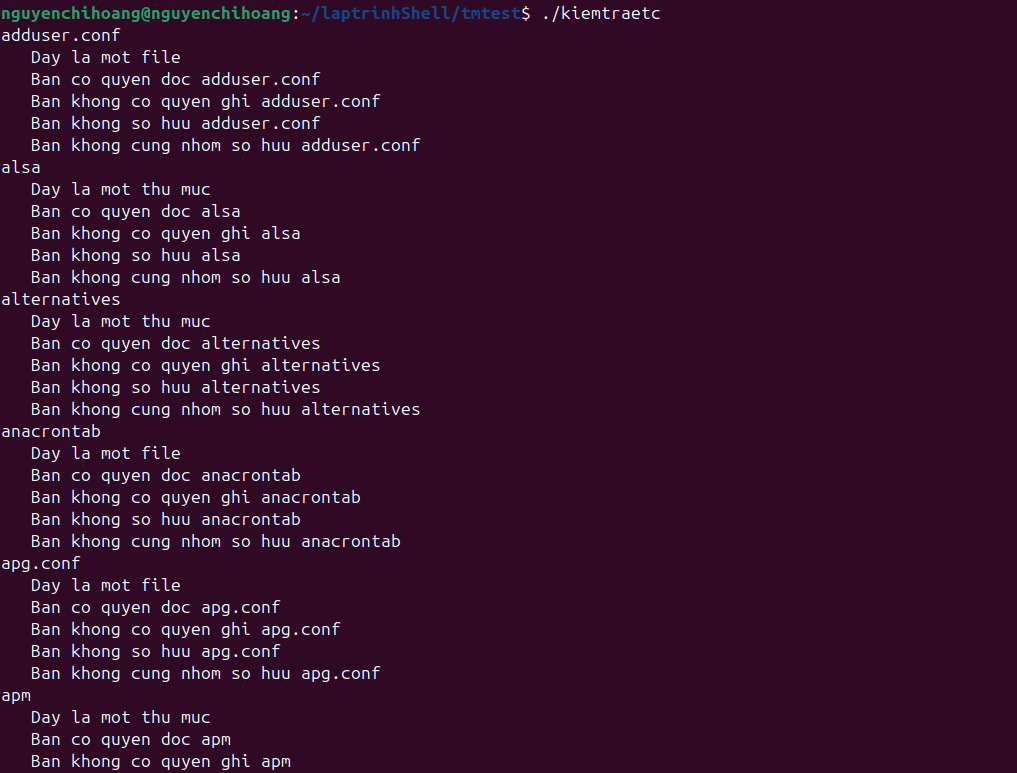 nguyenchihoang@nguyenchihoang:~/laptrinhShell/tmtest$ ./kiemtraetc
adduser.conf
   Day la mot file
   Ban co quyen doc adduser.conf
   Ban khong co quyen ghi adduser.conf
   Ban khong so huu adduser.conf
   Ban khong cung nhom so huu adduser.conf
alsa
   Day la mot thu muc
   Ban co quyen doc alsa
   Ban khong co quyen ghi alsa
   Ban khong so huu alsa
   Ban khong cung nhom so huu alsa
alternatives
   Day la mot thu muc
   Ban co quyen doc alternatives
   Ban khong co quyen ghi alternatives
   Ban khong so huu alternatives
   Ban khong cung nhom so huu alternatives
anacrontab
   Day la mot file
   Ban co quyen doc anacrontab
   Ban khong co quyen ghi anacrontab
   Ban khong so huu anacrontab
   Ban khong cung nhom so huu anacrontab
apg.conf
   Day la mot file
   Ban co quyen doc apg.conf
   Ban khong co quyen ghi apg.conf
   Ban khong so huu apg.conf
   Ban khong cung nhom so huu apg.conf
apm
   Day la mot thu muc
   Ban co quyen doc apm
   Ban khong co quyen ghi apm